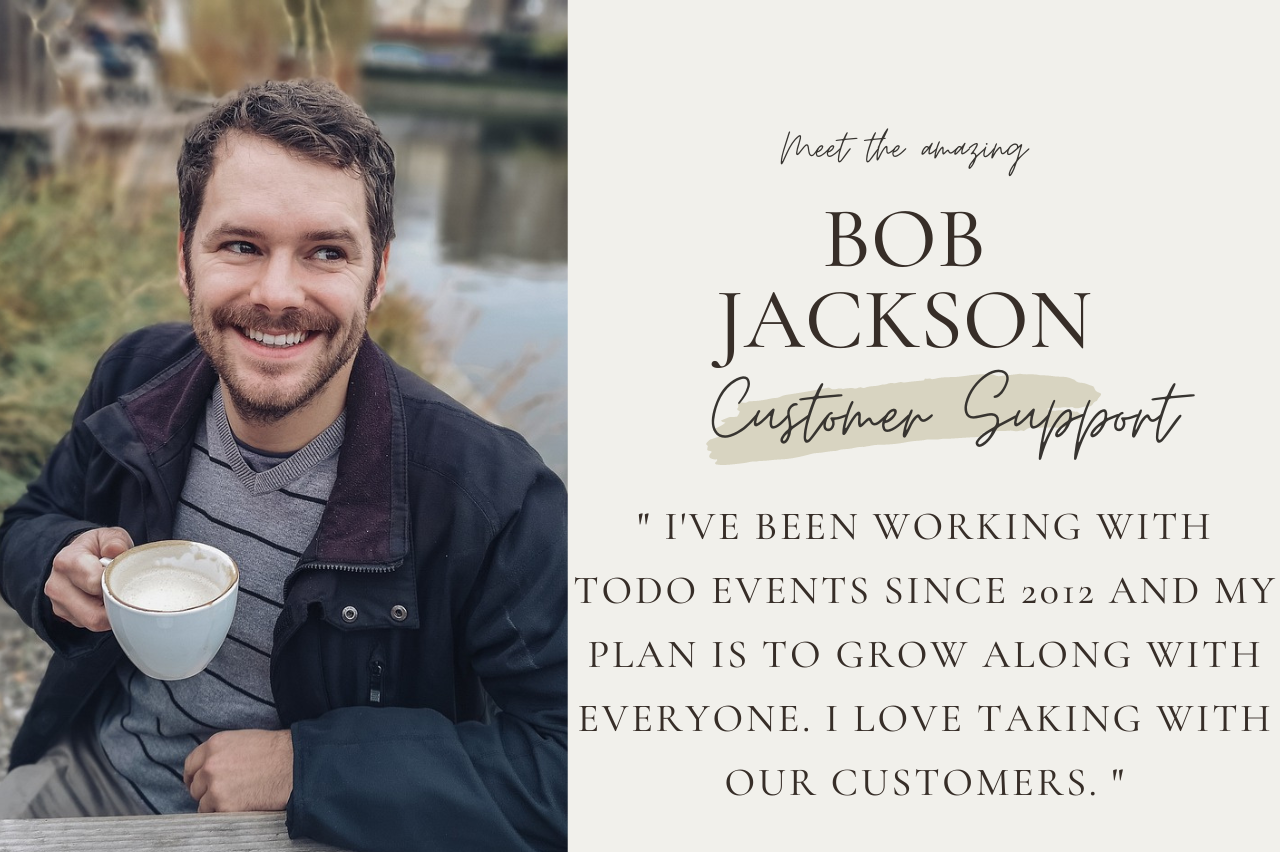 Meet the amazing
BOB
JACKSON
Customer Support
" I'VE BEEN WORKING WITH
TODO EVENTS SINCE 2012 AND MY
PLAN IS TO GROW ALONG WITH
EVERYONE. I LOVE TAKING WITH
OUR CUSTOMERS. "